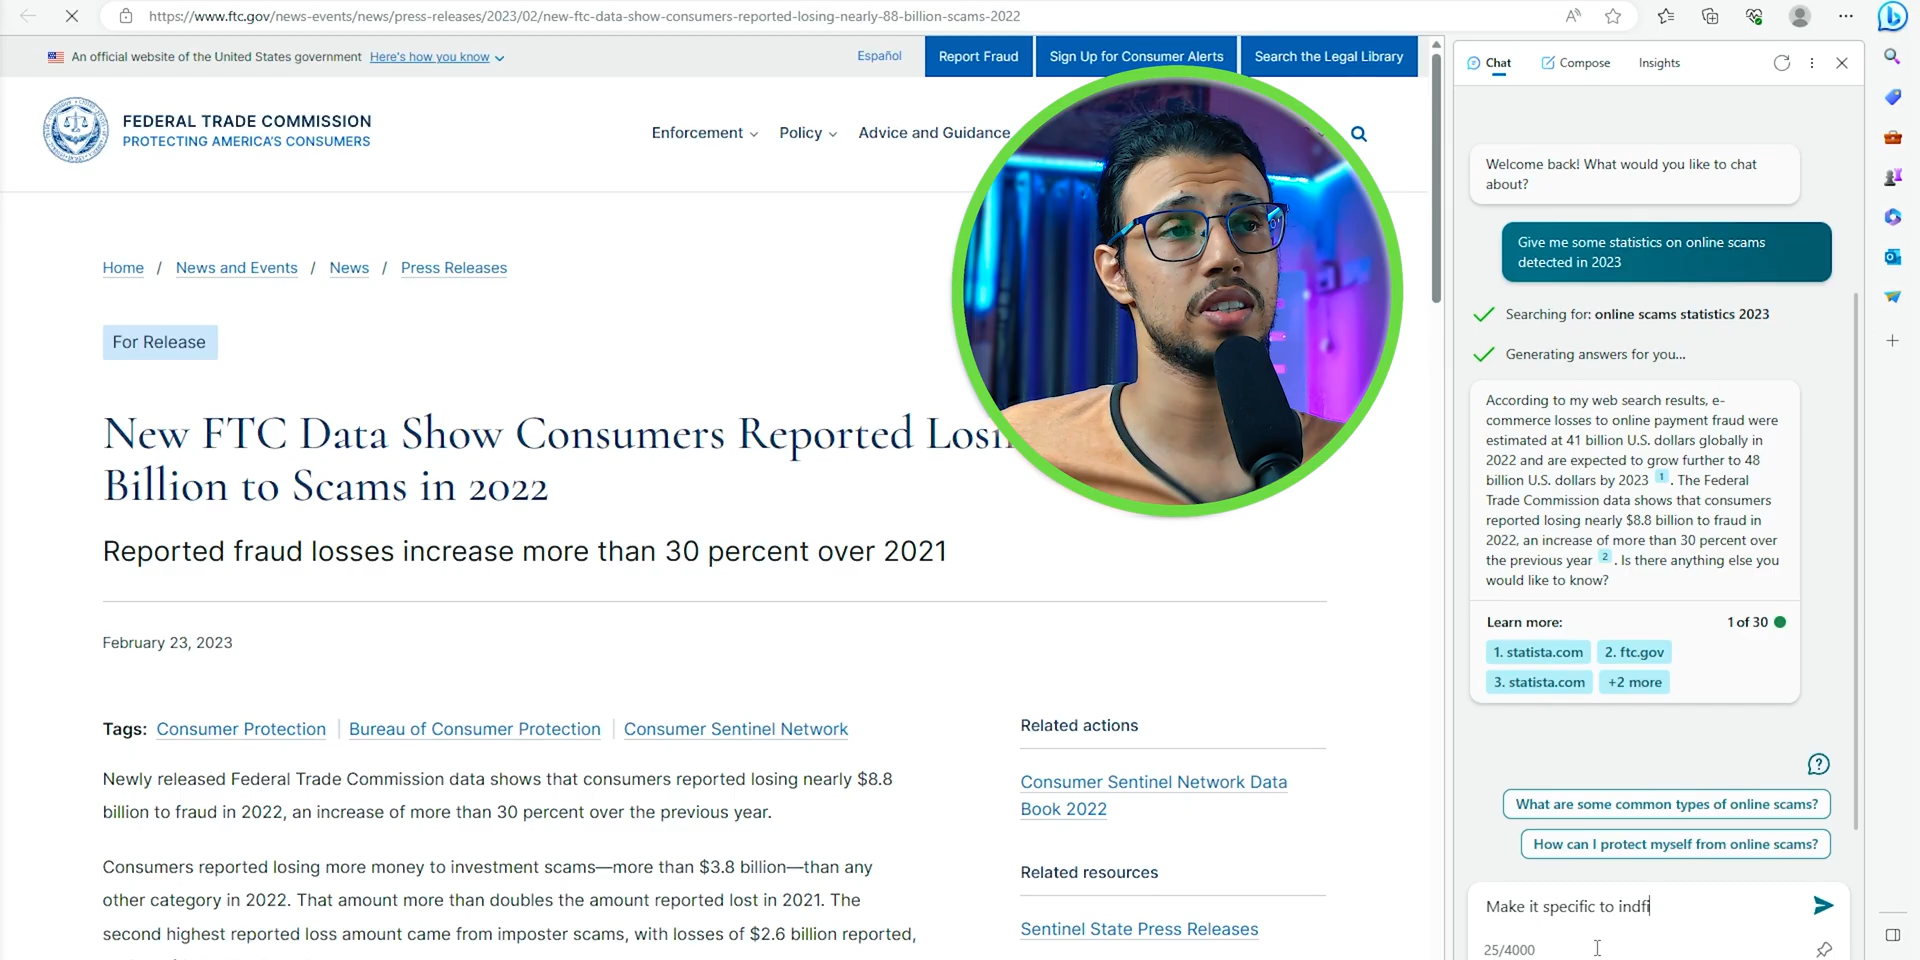 https://www.ftc.gov/news-events/news/press-releases/2023/02/new-ftc-data-show-consumers-reported-losing-nearly-88-billion-scams-2022
An official website of the United States government Here's how you know
Español
Report Fraud
Sign Up for Consumer Alerts
Search the Legal Library
FEDERAL TRADE COMMISSION
PROTECTING AMERICA'S CONSUMERS
Enforcement
Policy
Advice and Guidance
Home / News and Events / News / Press Releases
For Release
New FTC Data Show Consumers Reported
Billion to Scams in 2022
Reported fraud losses increase more than 30 percent over 2021
February 23, 2023
Tags: Consumer Protection | Bureau of Consumer Protection | Consumer Sentinel Network
Newly released Federal Trade Commission data shows that consumers reported losing nearly $8.8
billion to fraud in 2022, an increase of more than 30 percent over the previous year.
Consumers reported losing more money to investment scams—more than $3.8 billion—than any
other category in 2022. That amount more than doubles the amount reported lost in 2021. The
second highest reported loss amount came from imposter scams, with losses of $2.6 billion reported,
Related actions
Consumer Sentinel Network Data
Book 2022
Related resources
Sentinel State Press Releases
Chat
Compose
Insights
Welcome back! What would you like to chat
about?
Give me some statistics on online scams
detected in 2023
Searching for: online scams statistics 2023
Generating answers for you...
According to my web search results, e-
commerce losses to online payment fraud were
estimated at 41 billion U.S. dollars globally in
2022 and are expected to grow further to 48
billion U.S. dollars by 2023 1 . The Federal
Trade Commission data shows that consumers
reported losing nearly $8.8 billion to fraud in
2022, an increase of more than 30 percent over
the previous year 2 . Is there anything else you
would like to know?
Learn more:
1 of 30
1. statista.com
2. ftc.gov
3. statista.com
+2 more
What are some common types of online scams?
How can I protect myself from online scams?
Make it specific to indfi
25/4000